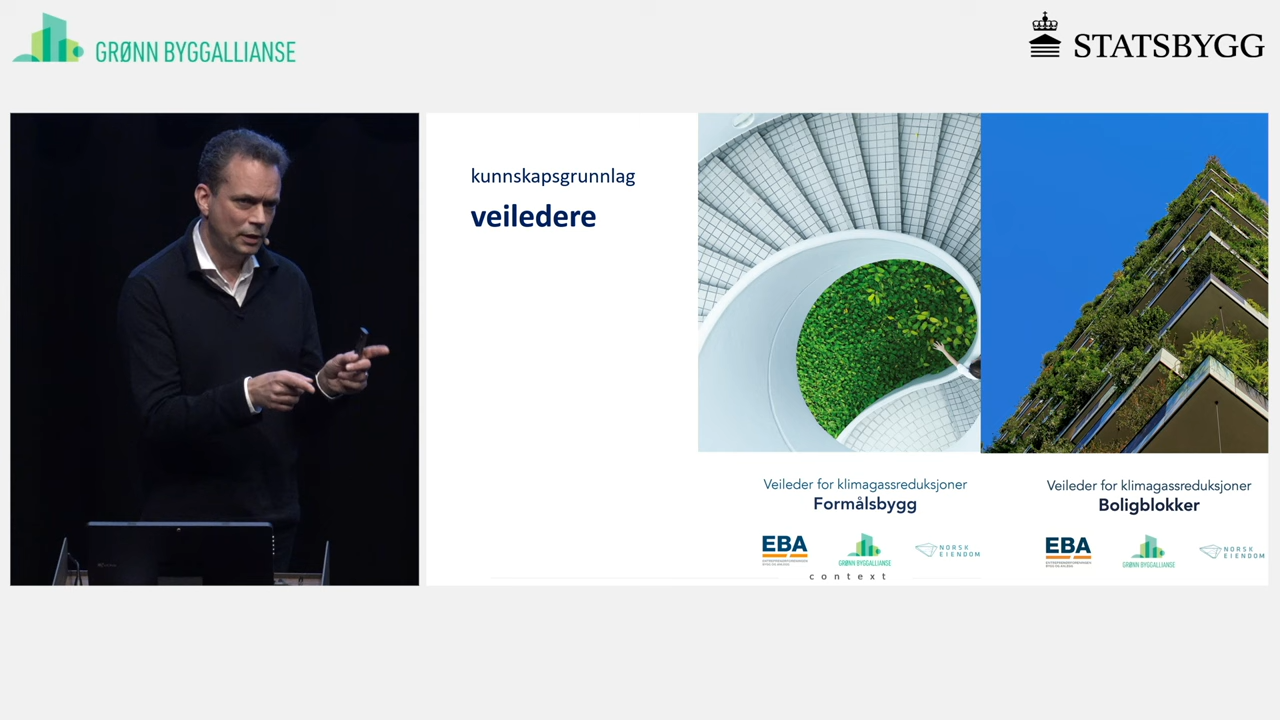 GRØNN BYGGALLIANSE
STATSBYGG
kunnskapsgrunnlag
veiledere
Veileder for klimagassreduksjoner
Formålsbygg
Veileder for klimagassreduksjoner
Boligblokker
EBA
GRØNN BYGGALLIANSE
NORSK
EIENDOM
EBA
GRØNN BYGGALLIANSE
NORSK
EIENDOM
context